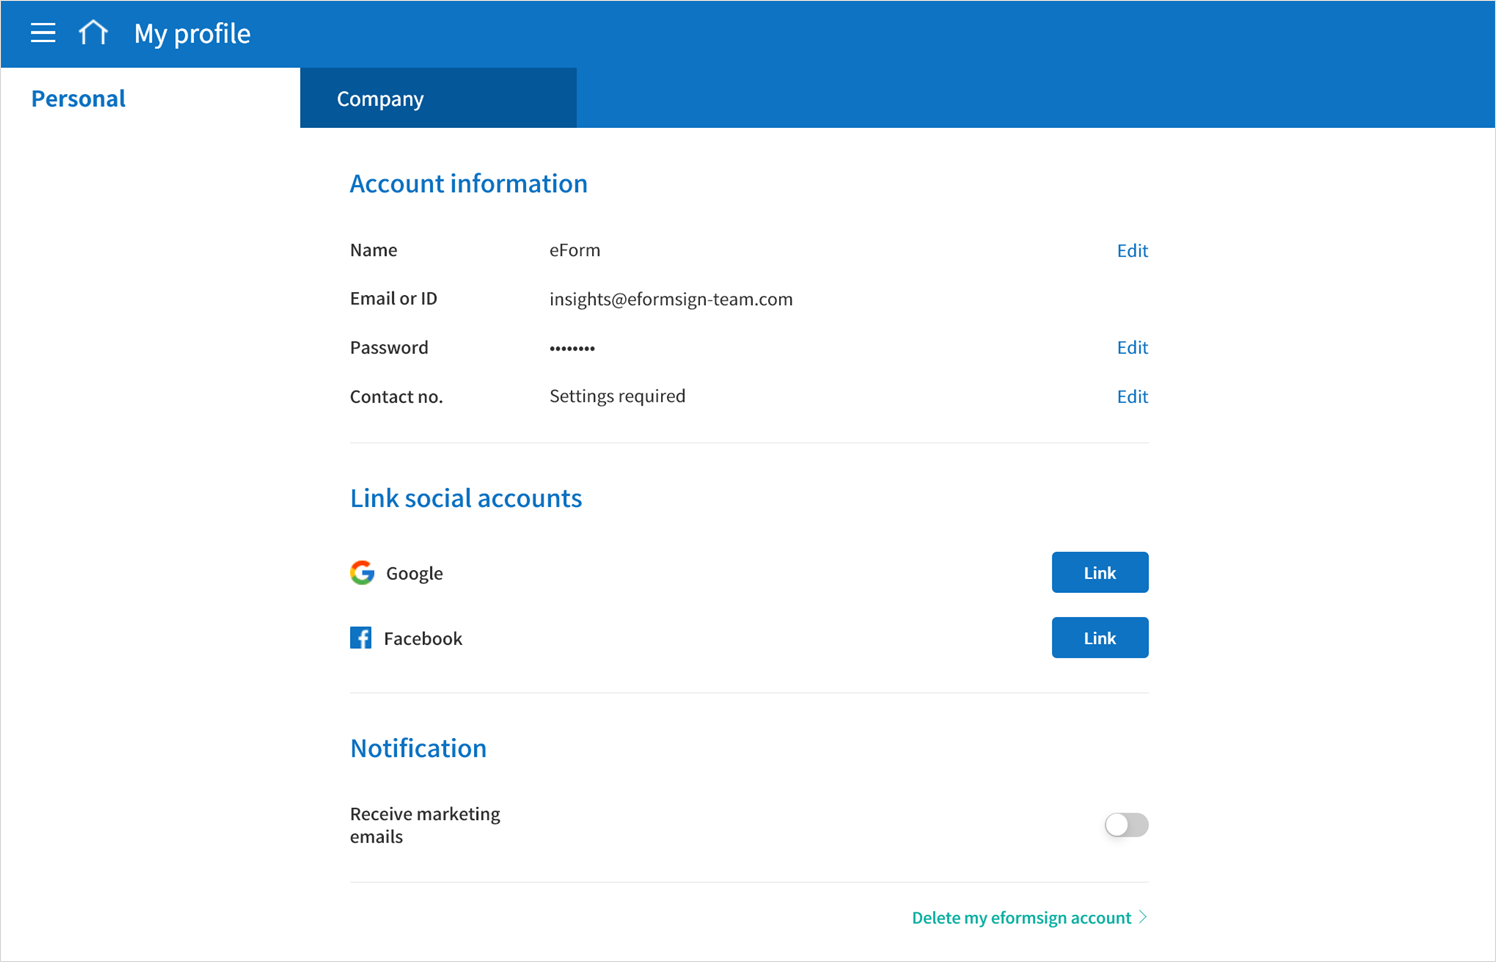 My profile
Personal
Company
Account information
Name
eForm
Edit
Email or ID
insights@eformsign-team.com
Password
••••••••
Edit
Contact no.
Settings required
Edit
Link social accounts
Google
Link
Facebook
Link
Notification
Receive marketing
emails
Delete my eformsign account